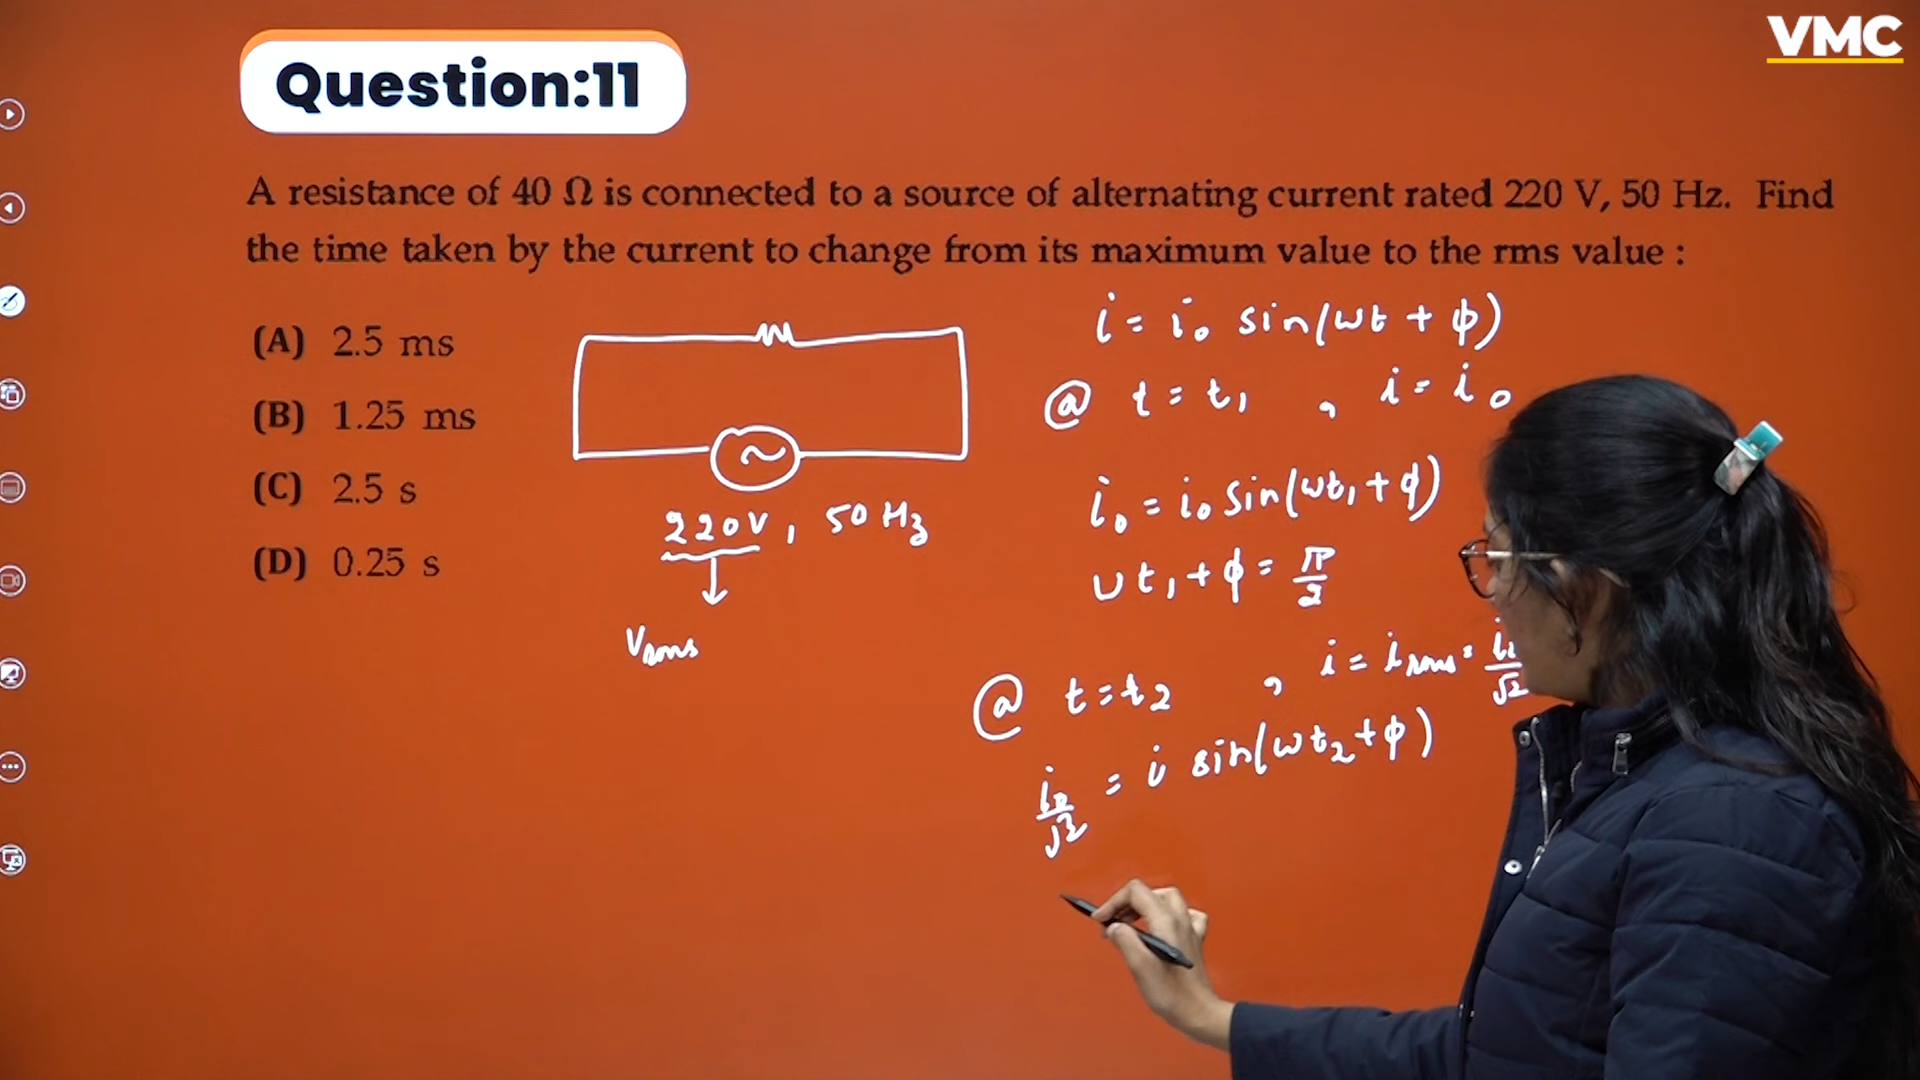 VMC
Question:11
A resistance of 40 Ω is connected to a source of alternating current rated 220 V, 50 Hz. Find
the time taken by the current to change from its maximum value to the rms value :
(A) 2.5 ms
(B) 1.25 ms
(C) 2.5 s
(D) 0.25 s
220V, 50 Hz
Vrms
i = i₀ sin(ωt + ϕ)
@ t = t₁ , i = i₀
i₀ = i₀ sin(ωt₁ + ϕ)
ωt₁ + ϕ = π/2
@ t = t₂ , i = irms = i₀/√2
i₀/√2 = i sin(ωt₂ + ϕ)